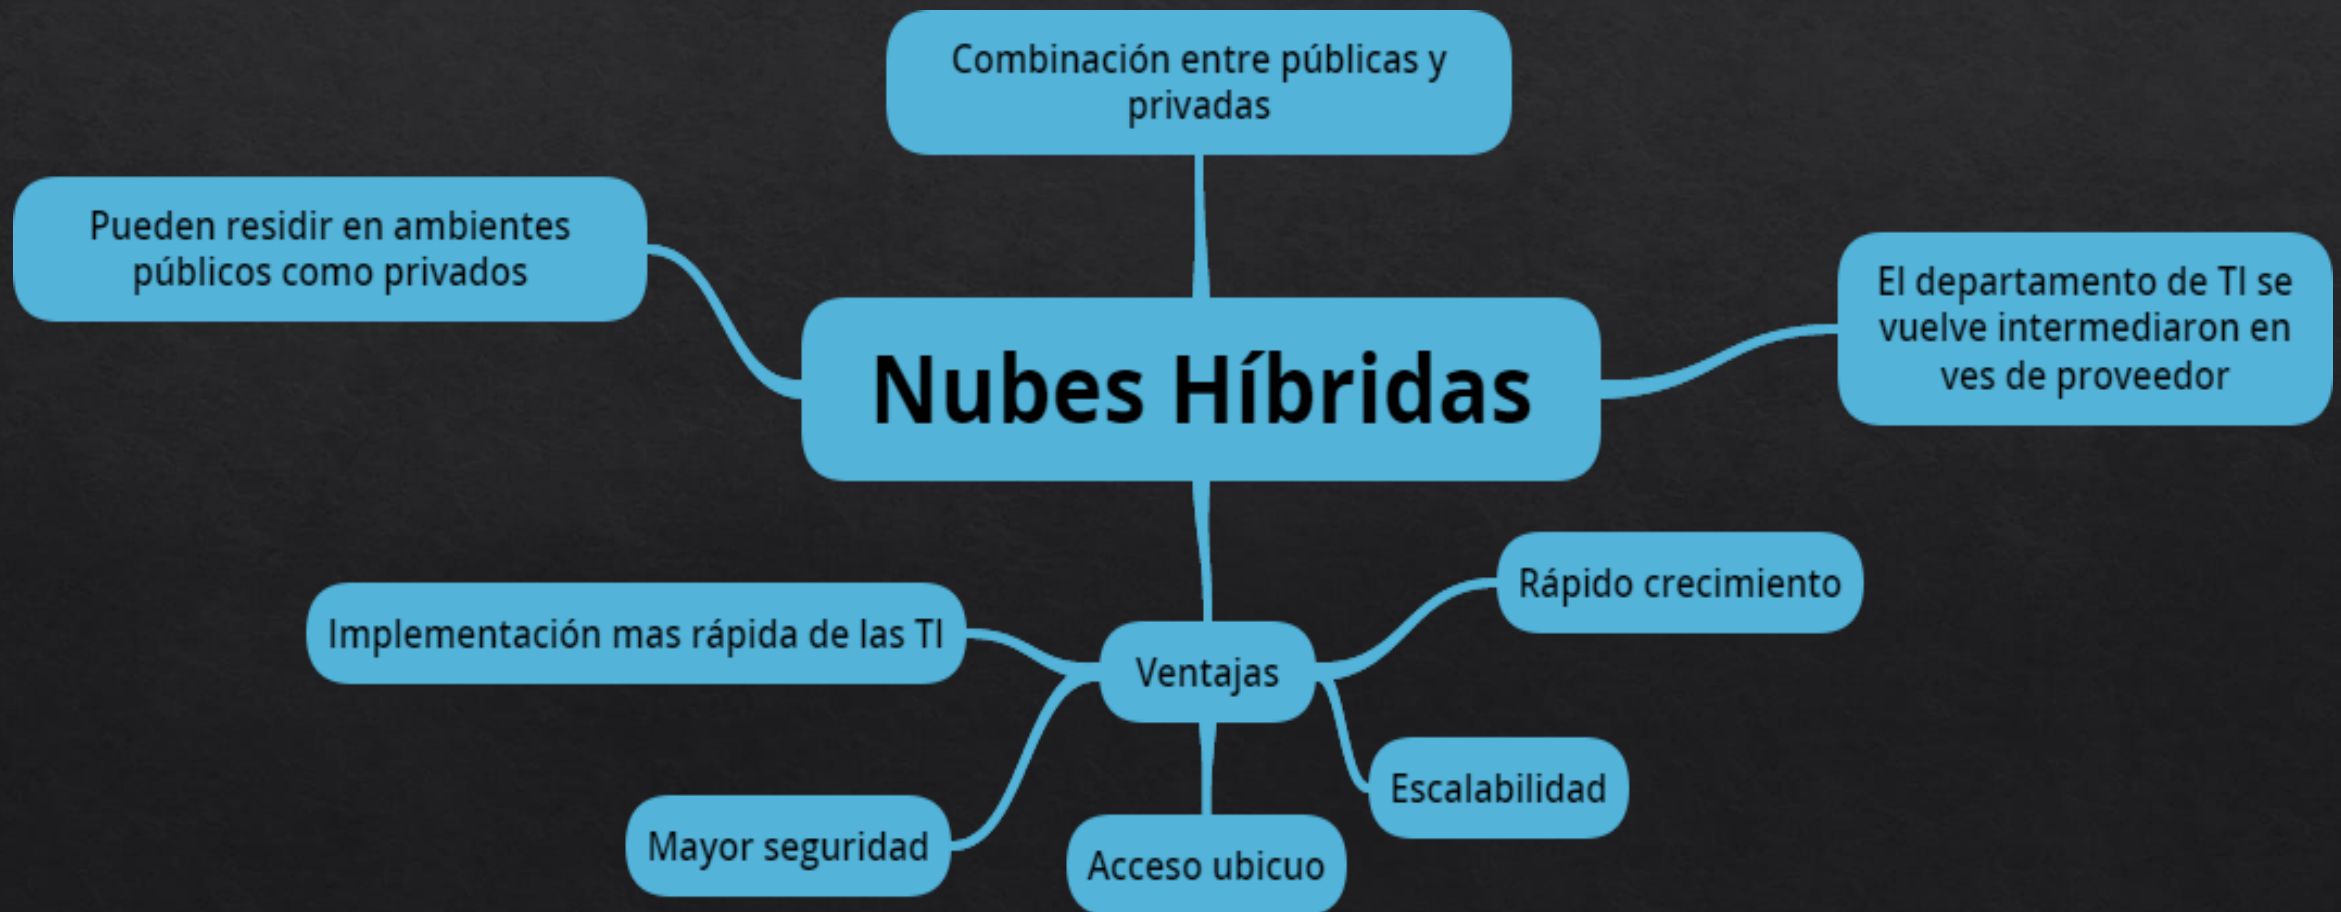 Combinación entre públicas y
privadas
Pueden residir en ambientes
públicos como privados
El departamento de TI se
vuelve intermediaron en
ves de proveedor
Nubes Híbridas
Rápido crecimiento
Implementación mas rápida de las TI
Ventajas
Escalabilidad
Mayor seguridad
Acceso ubicuo